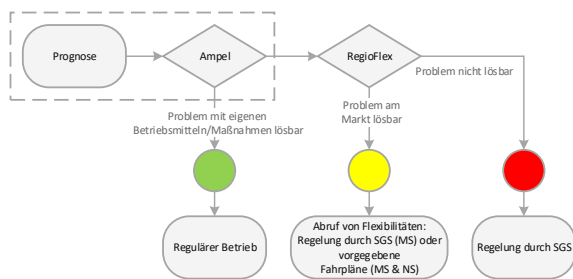 Prognose
Ampel
RegioFlex
Problem nicht lösbar
Problem mit eigenen
Betriebsmitteln/Maßnahmen lösbar
Problem am
Markt lösbar
Regulärer Betrieb
Abruf von Flexibilitäten:
Regelung durch SGS (MS) oder
vorgegebene
Fahrpläne (MS & NS)
Regelung durch SGS